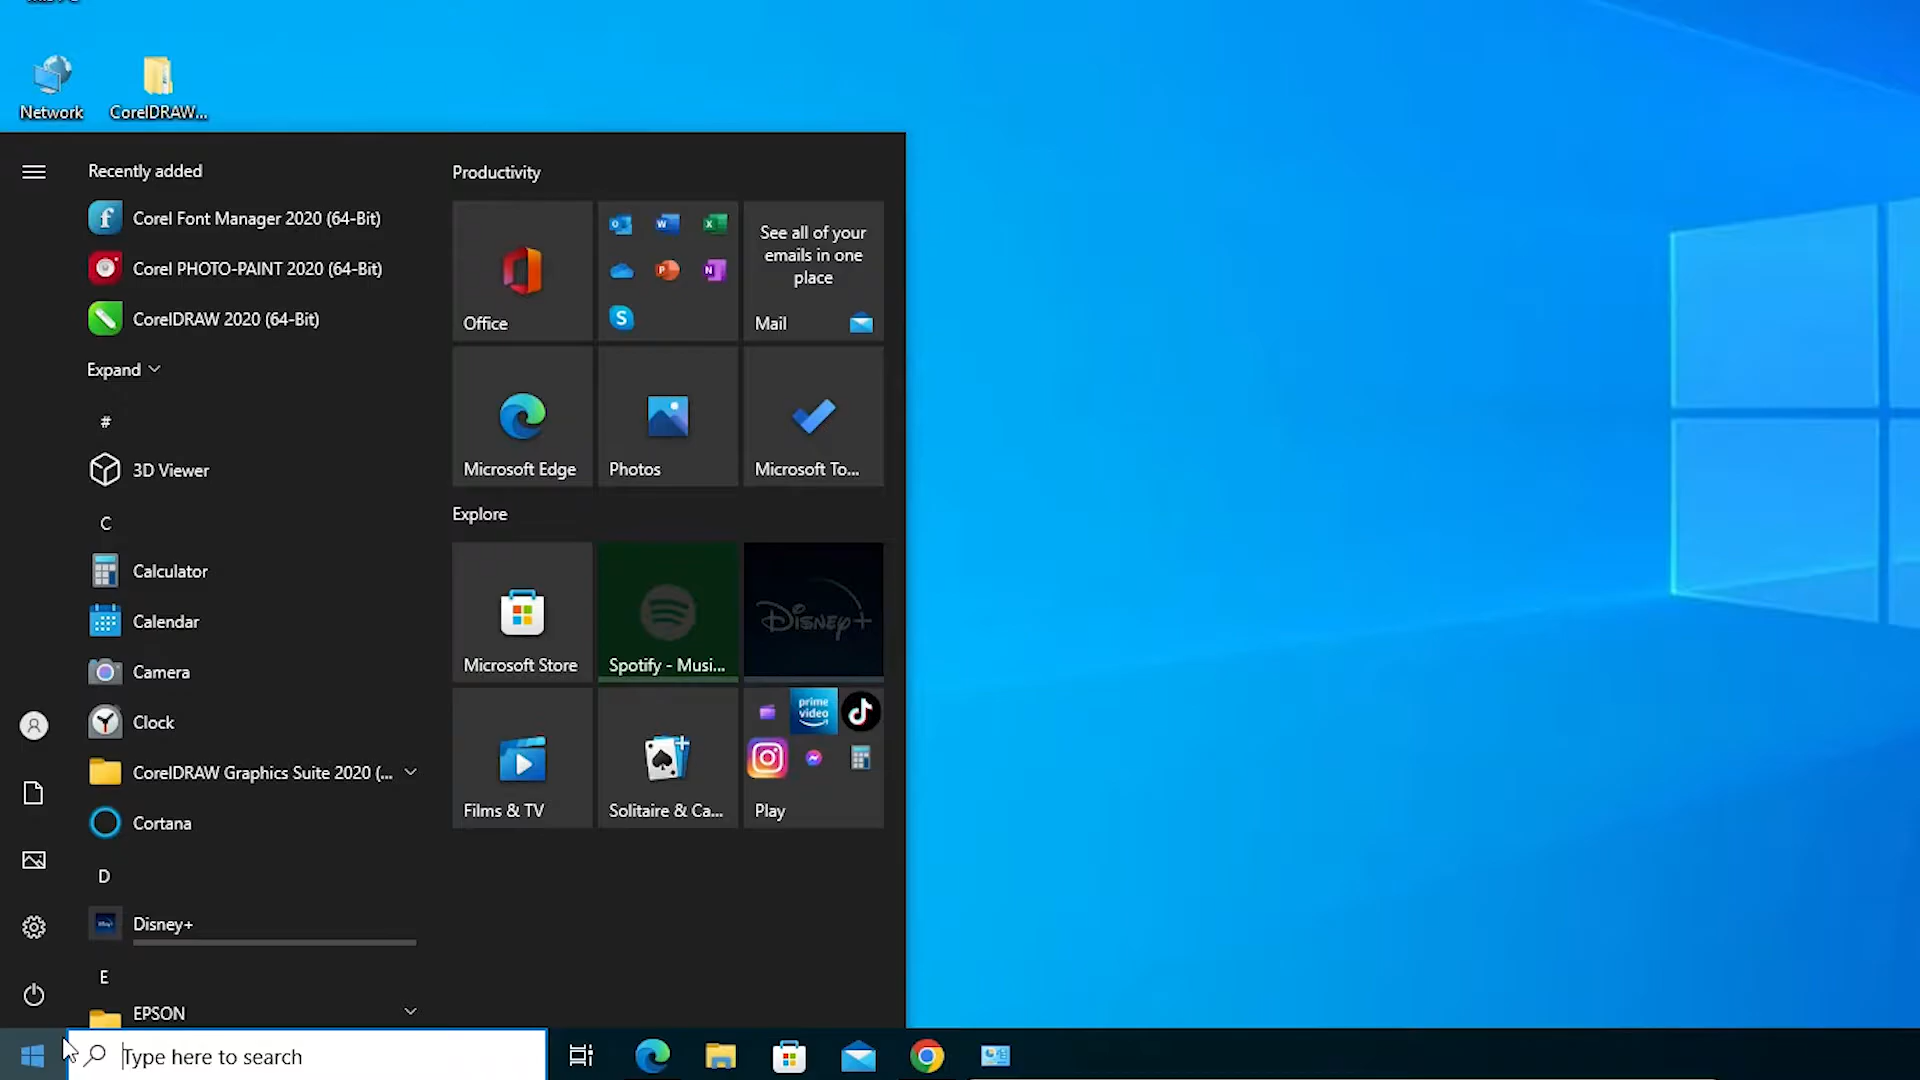 Network
CorelDRAW...
Recently added
Corel Font Manager 2020 (64-Bit)
Corel PHOTO-PAINT 2020 (64-Bit)
CorelDRAW 2020 (64-Bit)
Expand
#
3D Viewer
C
Calculator
Calendar
Camera
Clock
CorelDRAW Graphics Suite 2020 (...
Cortana
D
Disney+
E
EPSON
Productivity
Office
See all of your
emails in one
place
Mail
Microsoft Edge
Photos
Microsoft To...
Explore
Microsoft Store
Spotify - Musi...
Disney+
Films & TV
Solitaire & Ca...
prime
video
Play
Type here to search